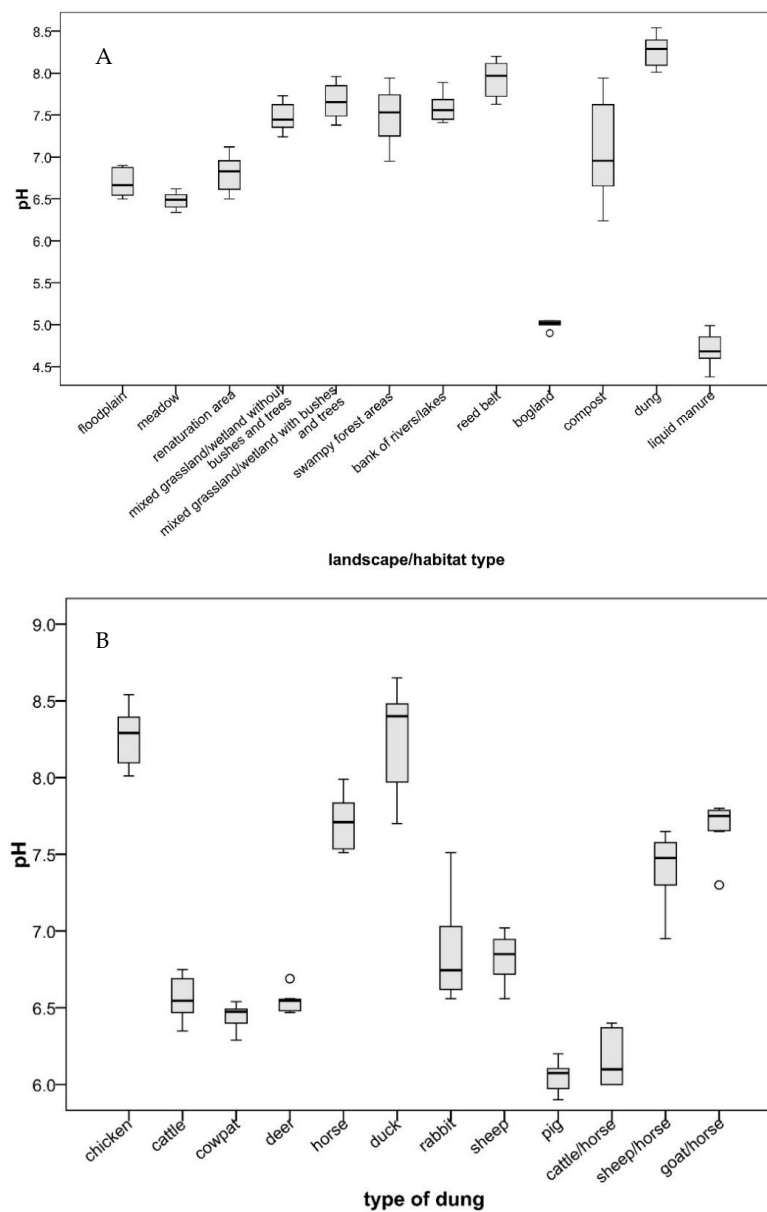 A
8.5
8.0
7.5
7.0
6.5
6.0
5.5
5.0
4.5
pH
floodplain
meadow
renaturation area
mixed grassland/wetland without
bushes and trees
mixed grassland/wetland with bushes
and trees
swampy forest areas
bank of rivers/lakes
reed belt
bogland
compost
dung
liquid manure
landscape/habitat type
B
9.0
8.5
8.0
7.5
7.0
6.5
6.0
pH
chicken
cattle
cowpat
deer
horse
duck
rabbit
sheep
pig
cattle/horse
sheep/horse
goat/horse
type of dung